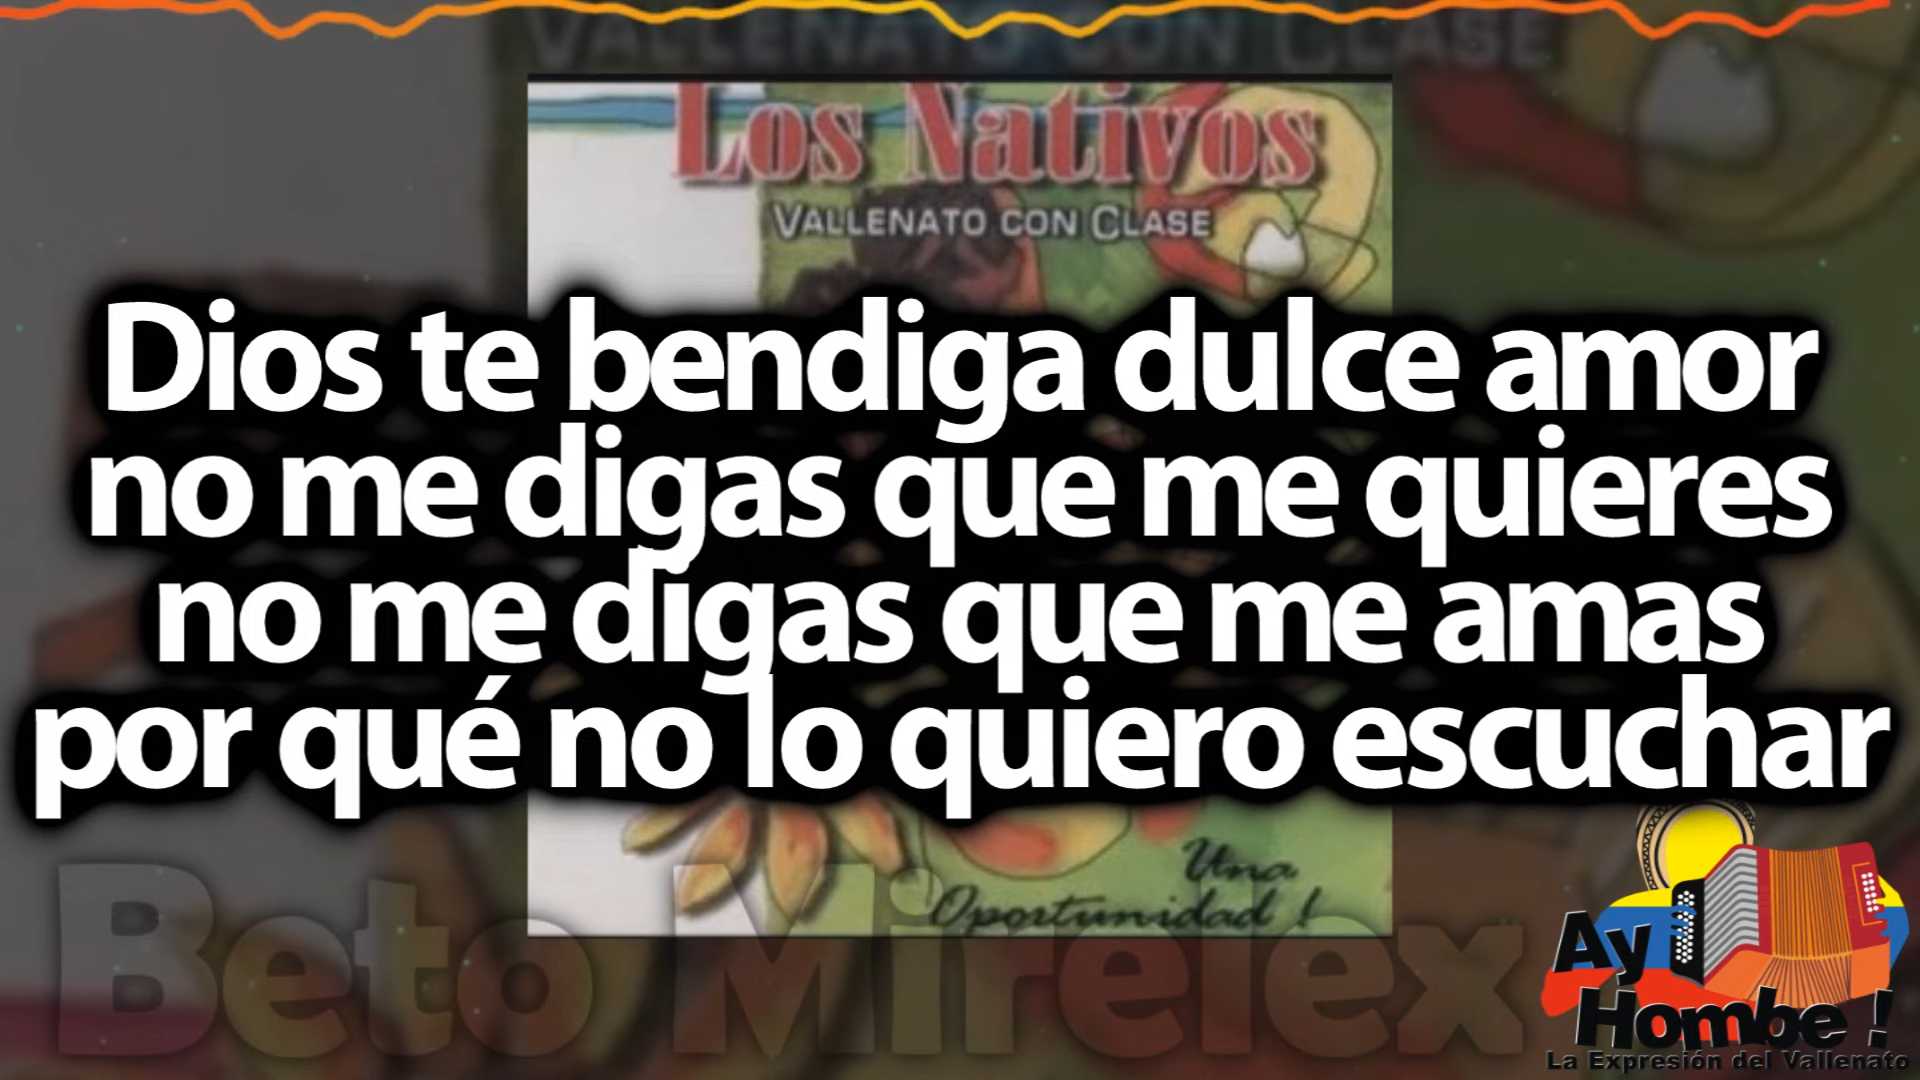 VALLENATO CON CLASE
Los Nativos
VALLENATO CON CLASE
Dios te bendiga dulce amor
no me digas que me quieres
no me digas que me amas
por qué no lo quiero escuchar
Una
Oportunidad !
Beto Mirelex
Ay
Hombe !
La Expresión del Vallenato